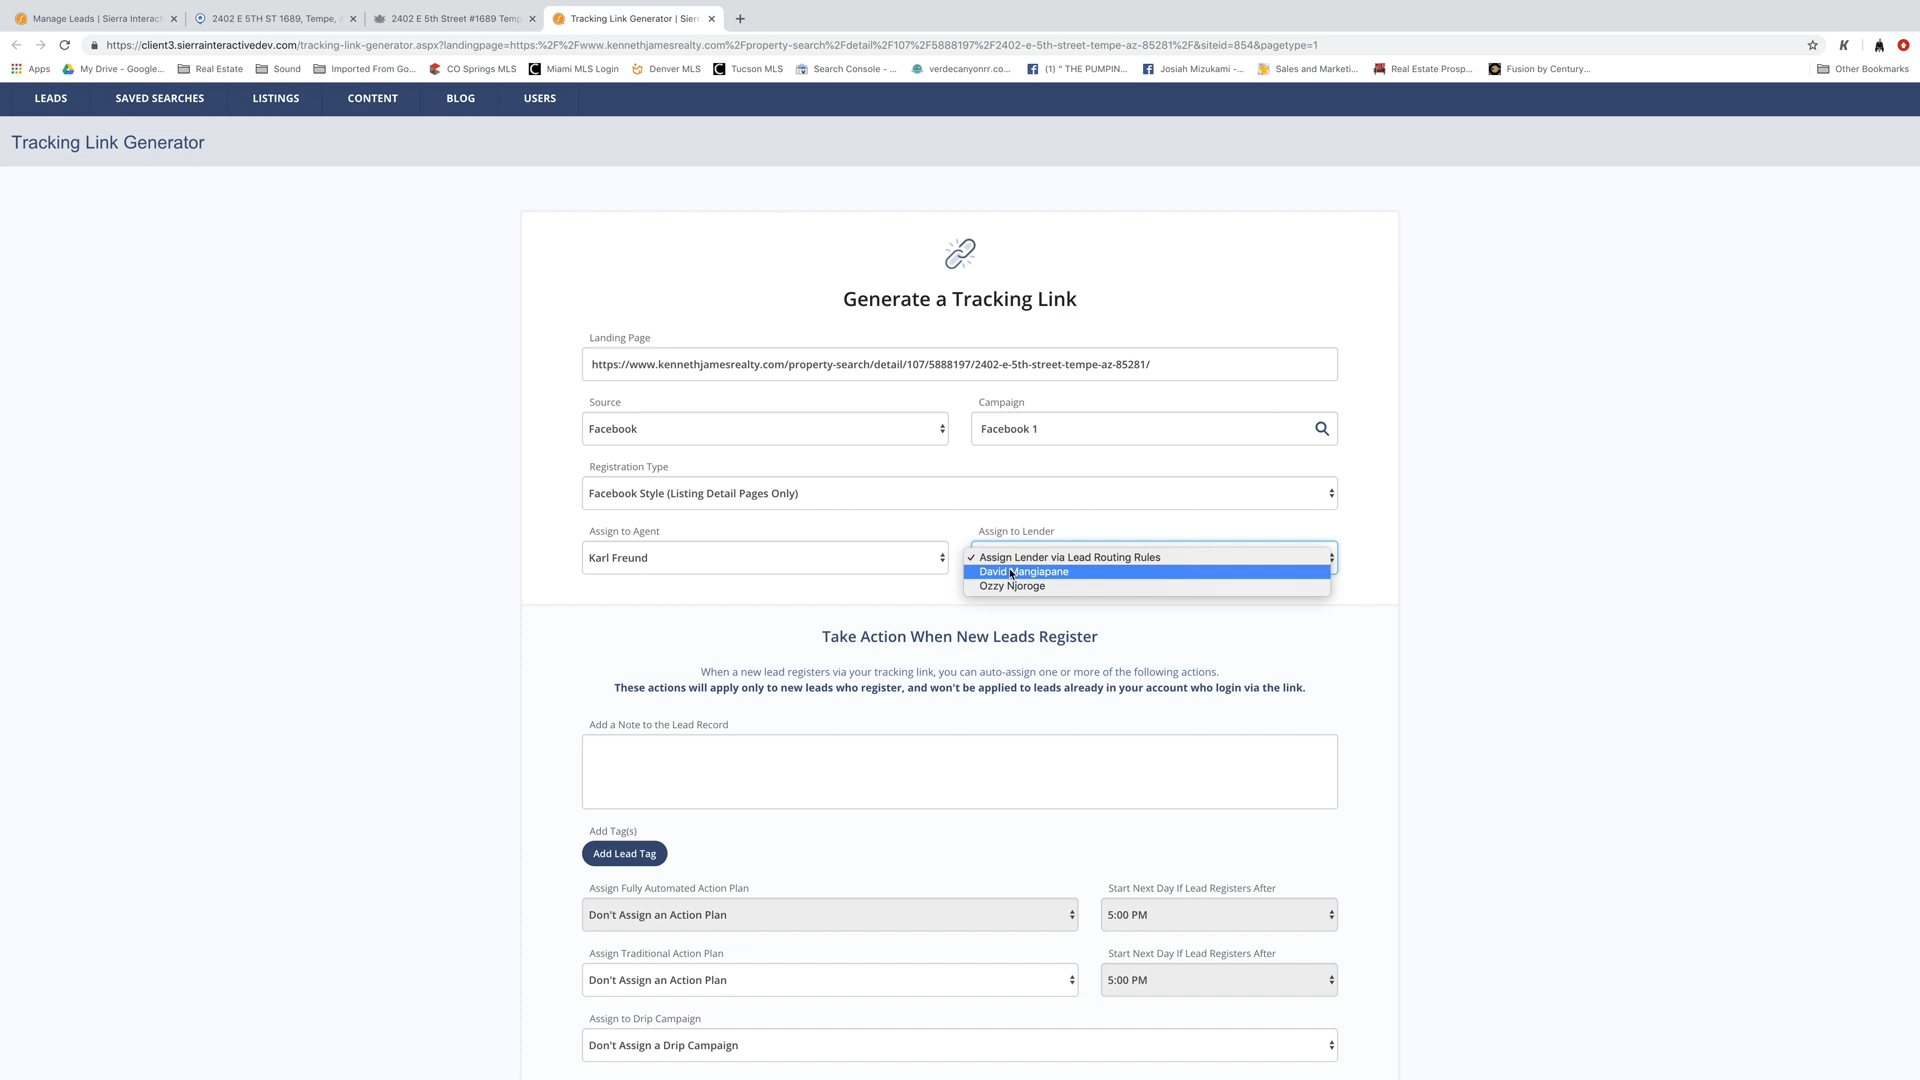 Manage Leads | Sierra Interact
2402 E 5TH ST 1689, Tempe, A
2402 E 5th Street #1689 Temp
Tracking Link Generator | Sierr
https://client3.sierrainteractivedev.com/tracking-link-generator.aspx?landingpage=https:%2F%2Fwww.kennethjamesrealty.com%2Fproperty-search%2Fdetail%2F107%2F5888197%2F2402-e-5th-street-tempe-az-85281%2F&siteid=854&pagetype=1
Apps
My Drive - Google...
Real Estate
Sound
Imported From Go...
CO Springs MLS
Miami MLS Login
Denver MLS
Tucson MLS
Search Console - ...
verdecanyonrr.co...
(1) " THE PUMPIN...
Josiah Mizukami -...
Sales and Marketi...
Real Estate Prosp...
Fusion by Century...
Other Bookmarks
LEADS
SAVED SEARCHES
LISTINGS
CONTENT
BLOG
USERS
Tracking Link Generator
Generate a Tracking Link
Landing Page
https://www.kennethjamesrealty.com/property-search/detail/107/5888197/2402-e-5th-street-tempe-az-85281/
Source
Campaign
Facebook
Facebook 1
Registration Type
Facebook Style (Listing Detail Pages Only)
Assign to Agent
Assign to Lender
Karl Freund
✓ Assign Lender via Lead Routing Rules
David Mangiapane
Ozzy Njoroge
Take Action When New Leads Register
When a new lead registers via your tracking link, you can auto-assign one or more of the following actions.
These actions will apply only to new leads who register, and won't be applied to leads already in your account who login via the link.
Add a Note to the Lead Record
Add Tag(s)
Add Lead Tag
Assign Fully Automated Action Plan
Start Next Day If Lead Registers After
Don't Assign an Action Plan
5:00 PM
Assign Traditional Action Plan
Start Next Day If Lead Registers After
Don't Assign an Action Plan
5:00 PM
Assign to Drip Campaign
Don't Assign a Drip Campaign